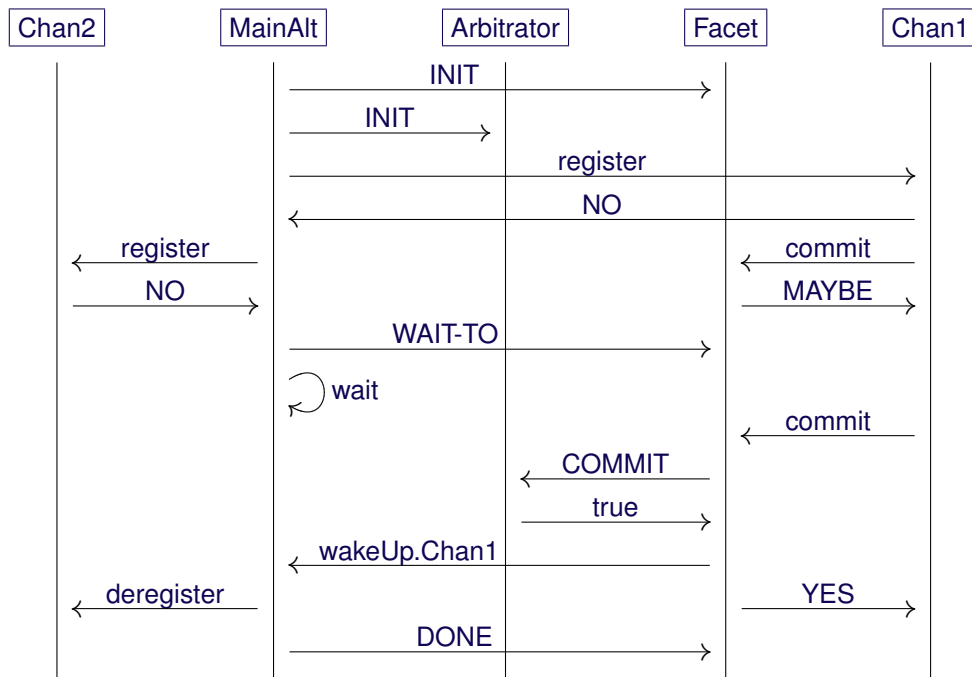 Chan2 MainAlt Arbitrator Facet Chan1
INIT
INIT
register
NO
register commit
NO MAYBE
WAIT-TO
wait
commit
COMMIT
true
wakeUp.Chan1
deregister YES
DONE